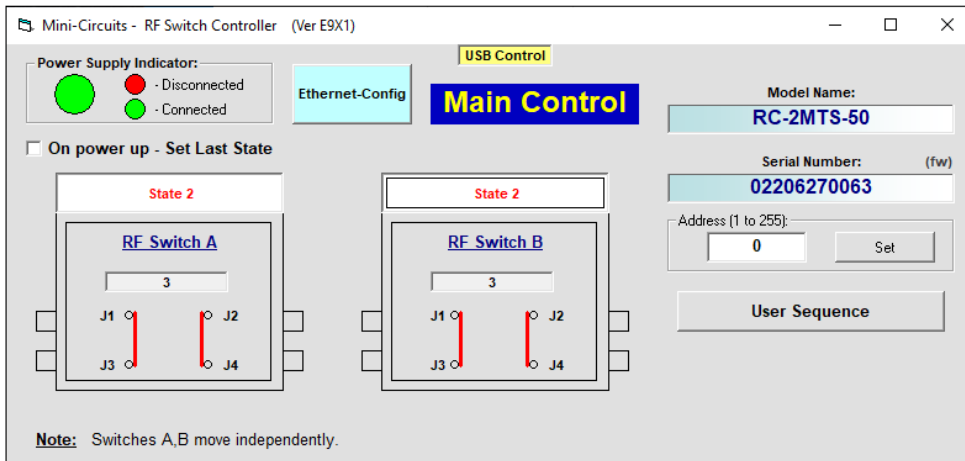 Mini-Circuits - RF Switch Controller (Ver E9X1)
Power Supply Indicator:
- Disconnected
- Connected
Ethernet-Config
USB Control
Main Control
Model Name:
RC-2MTS-50
On power up - Set Last State
Serial Number: (fw)
02206270063
State 2
State 2
Address (1 to 255):
0 Set
RF Switch A
3
J1 J2
J3 J4
RF Switch B
3
J1 J2
J3 J4
User Sequence
Note: Switches A,B move independently.